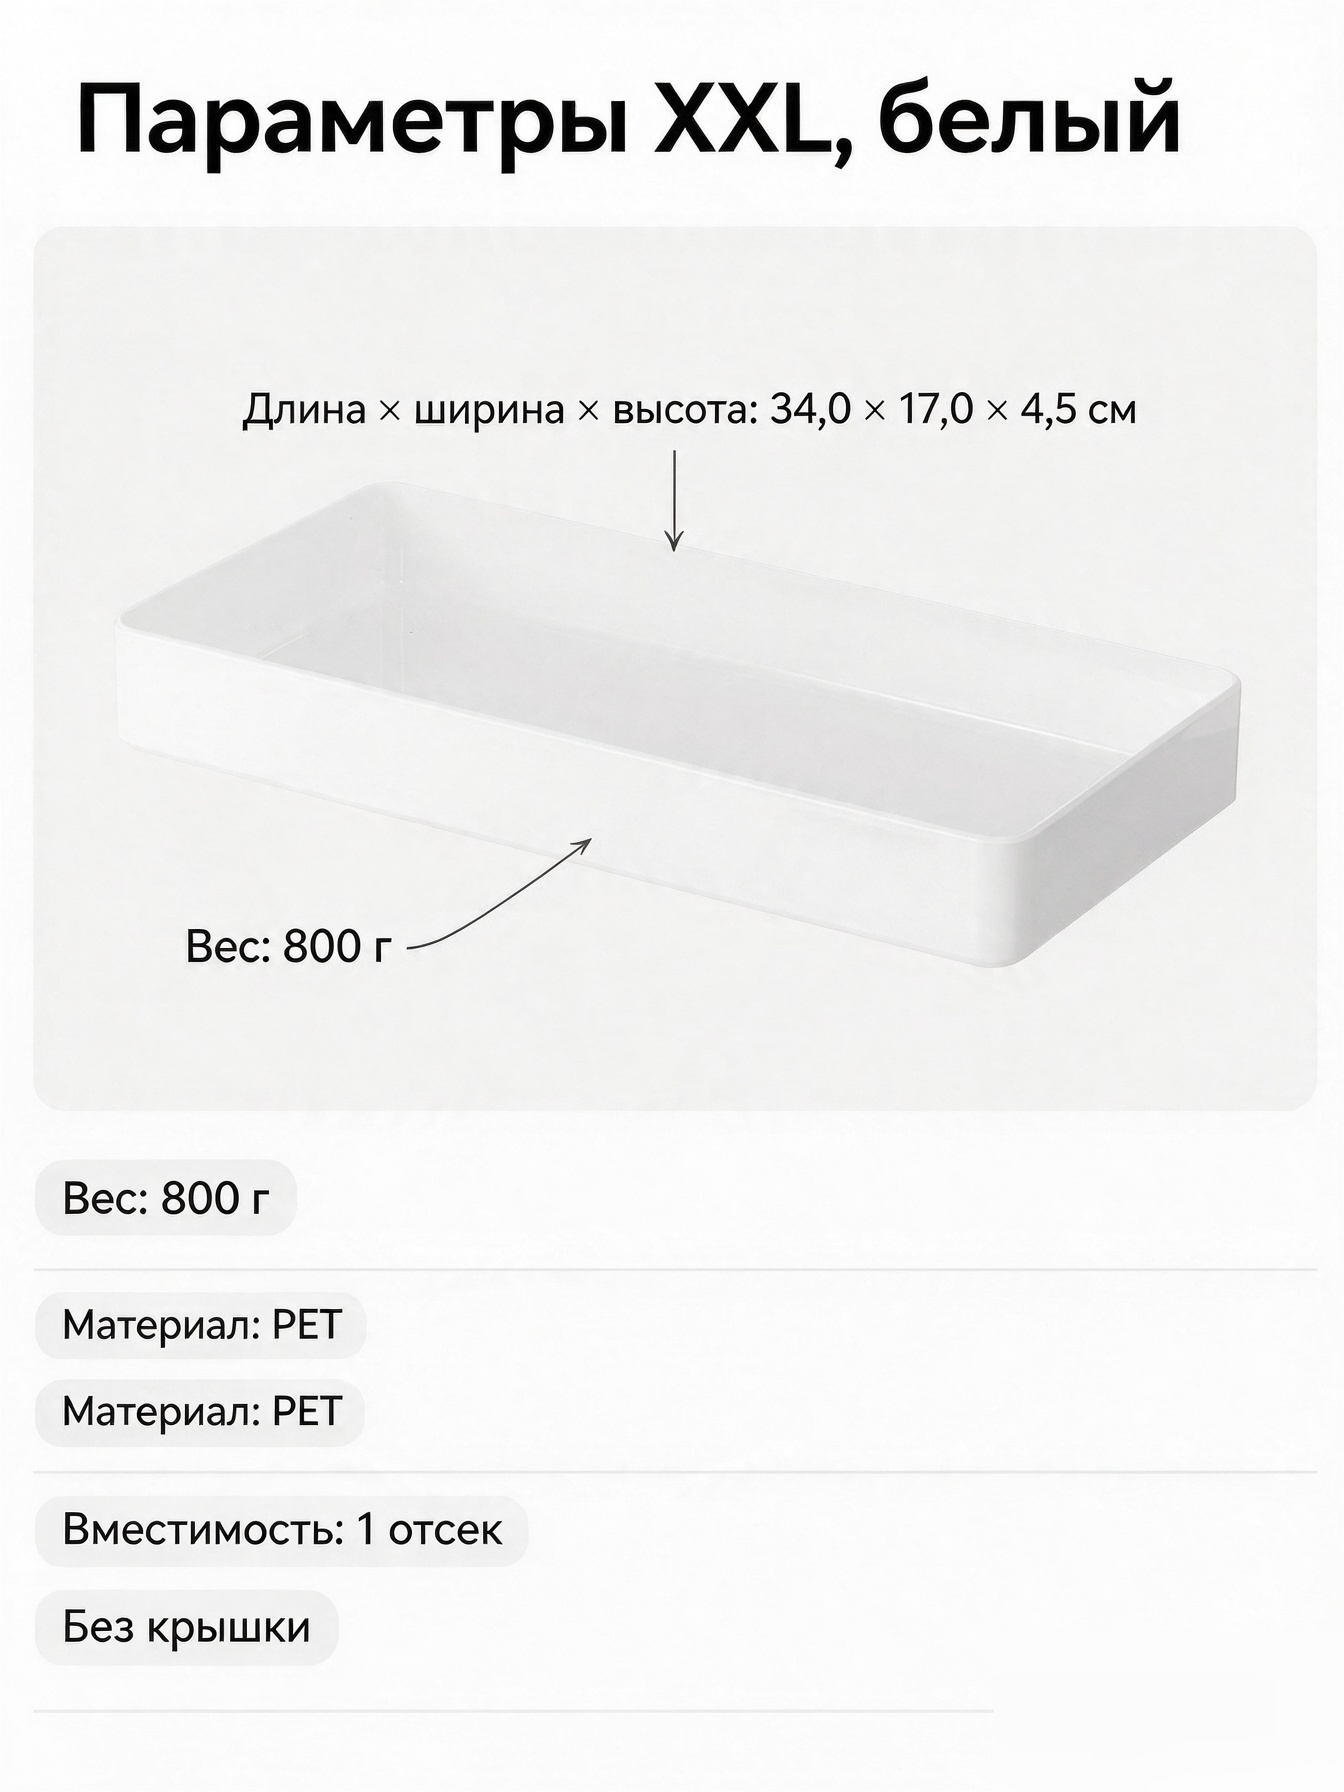 Параметры XXL, белый
Длина × ширина × высота: 34,0 × 17,0 × 4,5 см
Вес: 800 г
Вес: 800 г
Материал: PET
Материал: PET
Вместимость: 1 отсек
Без крышки